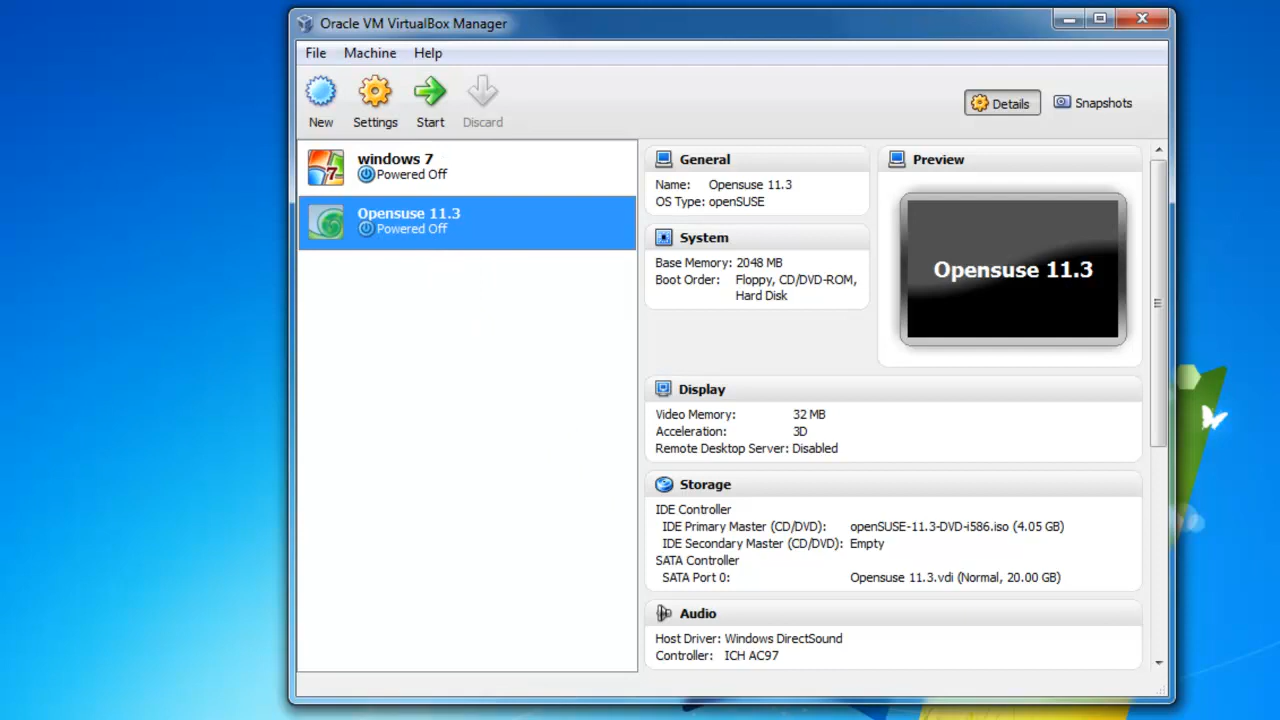 Oracle VM VirtualBox Manager
File Machine Help
New Settings Start Discard
Details Snapshots
windows 7
Powered Off
Opensuse 11.3
Powered Off
General
Name: Opensuse 11.3
OS Type: openSUSE
System
Base Memory: 2048 MB
Boot Order: Floppy, CD/DVD-ROM,
Hard Disk
Preview
Opensuse 11.3
Display
Video Memory: 32 MB
Acceleration: 3D
Remote Desktop Server: Disabled
Storage
IDE Controller
IDE Primary Master (CD/DVD): openSUSE-11.3-DVD-i586.iso (4.05 GB)
IDE Secondary Master (CD/DVD): Empty
SATA Controller
SATA Port 0: Opensuse 11.3.vdi (Normal, 20.00 GB)
Audio
Host Driver: Windows DirectSound
Controller: ICH AC97